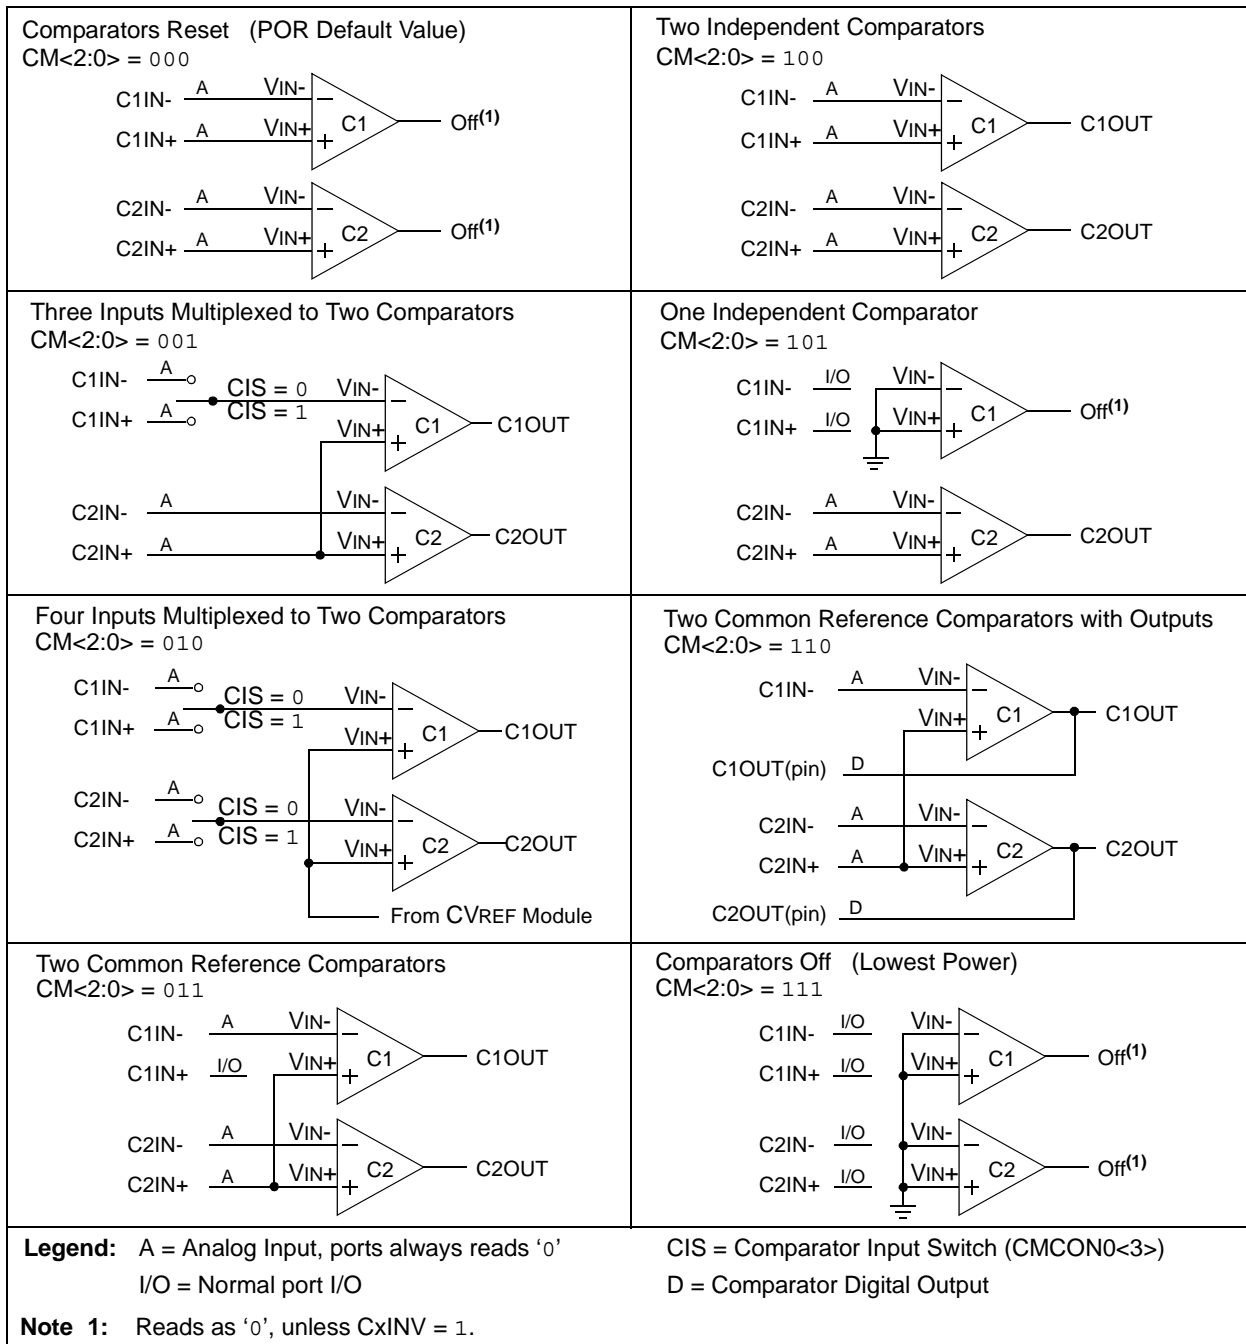 Comparators Reset (POR Default Value)
CM<2:0> = 000
C1IN- A VIN-
C1IN+ A VIN+ C1 Off(1)
C2IN- A VIN-
C2IN+ A VIN+ C2 Off(1)
Two Independent Comparators
CM<2:0> = 100
C1IN- A VIN-
C1IN+ A VIN+ C1 C1OUT
C2IN- A VIN-
C2IN+ A VIN+ C2 C2OUT
Three Inputs Multiplexed to Two Comparators
CM<2:0> = 001
C1IN- A CIS = 0 VIN-
C1IN+ A CIS = 1 VIN+ C1 C1OUT
C2IN- A VIN-
C2IN+ A VIN+ C2 C2OUT
One Independent Comparator
CM<2:0> = 101
C1IN- I/O VIN-
C1IN+ I/O VIN+ C1 Off(1)
C2IN- A VIN-
C2IN+ A VIN+ C2 C2OUT
Four Inputs Multiplexed to Two Comparators
CM<2:0> = 010
C1IN- A CIS = 0 VIN-
C1IN+ A CIS = 1 VIN+ C1 C1OUT
C2IN- A CIS = 0 VIN-
C2IN+ A CIS = 1 VIN+ C2 C2OUT
From CVREF Module
Two Common Reference Comparators with Outputs
CM<2:0> = 110
C1IN- A VIN-
VIN+ C1 C1OUT
C1OUT(pin) D
C2IN- A VIN-
C2IN+ A VIN+ C2 C2OUT
C2OUT(pin) D
Two Common Reference Comparators
CM<2:0> = 011
C1IN- A VIN-
C1IN+ I/O VIN+ C1 C1OUT
C2IN- A VIN-
C2IN+ A VIN+ C2 C2OUT
Comparators Off (Lowest Power)
CM<2:0> = 111
C1IN- I/O VIN-
C1IN+ I/O VIN+ C1 Off(1)
C2IN- I/O VIN-
C2IN+ I/O VIN+ C2 Off(1)
Legend: A = Analog Input, ports always reads ‘0’ CIS = Comparator Input Switch (CMCON0<3>)
I/O = Normal port I/O D = Comparator Digital Output
Note 1: Reads as ‘0’, unless CxINV = 1.